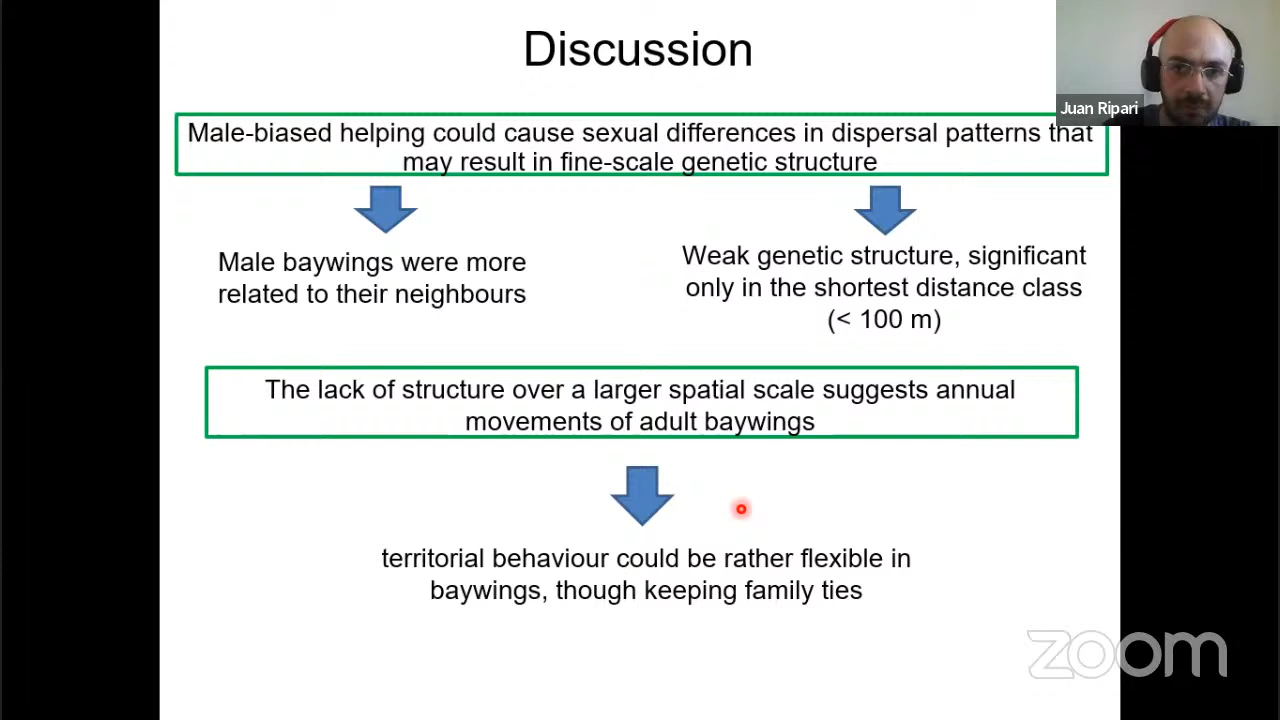 Discussion
Juan Ripari
Male-biased helping could cause sexual differences in dispersal patterns that
may result in fine-scale genetic structure
Male baywings were more
related to their neighbours
Weak genetic structure, significant
only in the shortest distance class
(< 100 m)
The lack of structure over a larger spatial scale suggests annual
movements of adult baywings
territorial behaviour could be rather flexible in
baywings, though keeping family ties
zoom